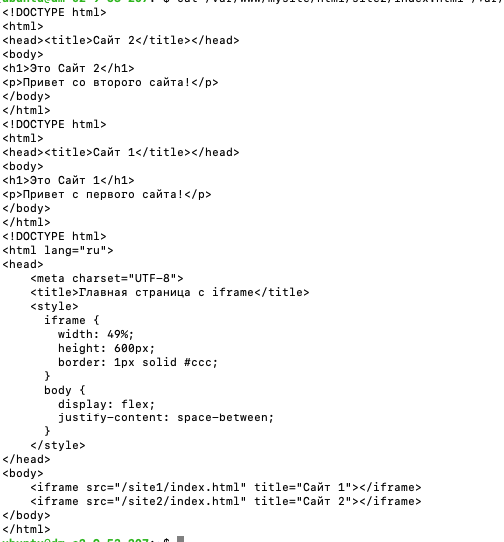 <!DOCTYPE html>
<html>
<head><title>Сайт 2</title></head>
<body>
<h1>Это Сайт 2</h1>
<p>Привет со второго сайта!</p>
</body>
</html>
<!DOCTYPE html>
<html>
<head><title>Сайт 1</title></head>
<body>
<h1>Это Сайт 1</h1>
<p>Привет с первого сайта!</p>
</body>
</html>
<!DOCTYPE html>
<html lang="ru">
<head>
    <meta charset="UTF-8">
    <title>Главная страница с iframe</title>
    <style>
      iframe {
        width: 49%;
        height: 600px;
        border: 1px solid #ccc;
      }
      body {
        display: flex;
        justify-content: space-between;
      }
    </style>
</head>
<body>
    <iframe src="/site1/index.html" title="Сайт 1"></iframe>
    <iframe src="/site2/index.html" title="Сайт 2"></iframe>
</body>
</html>